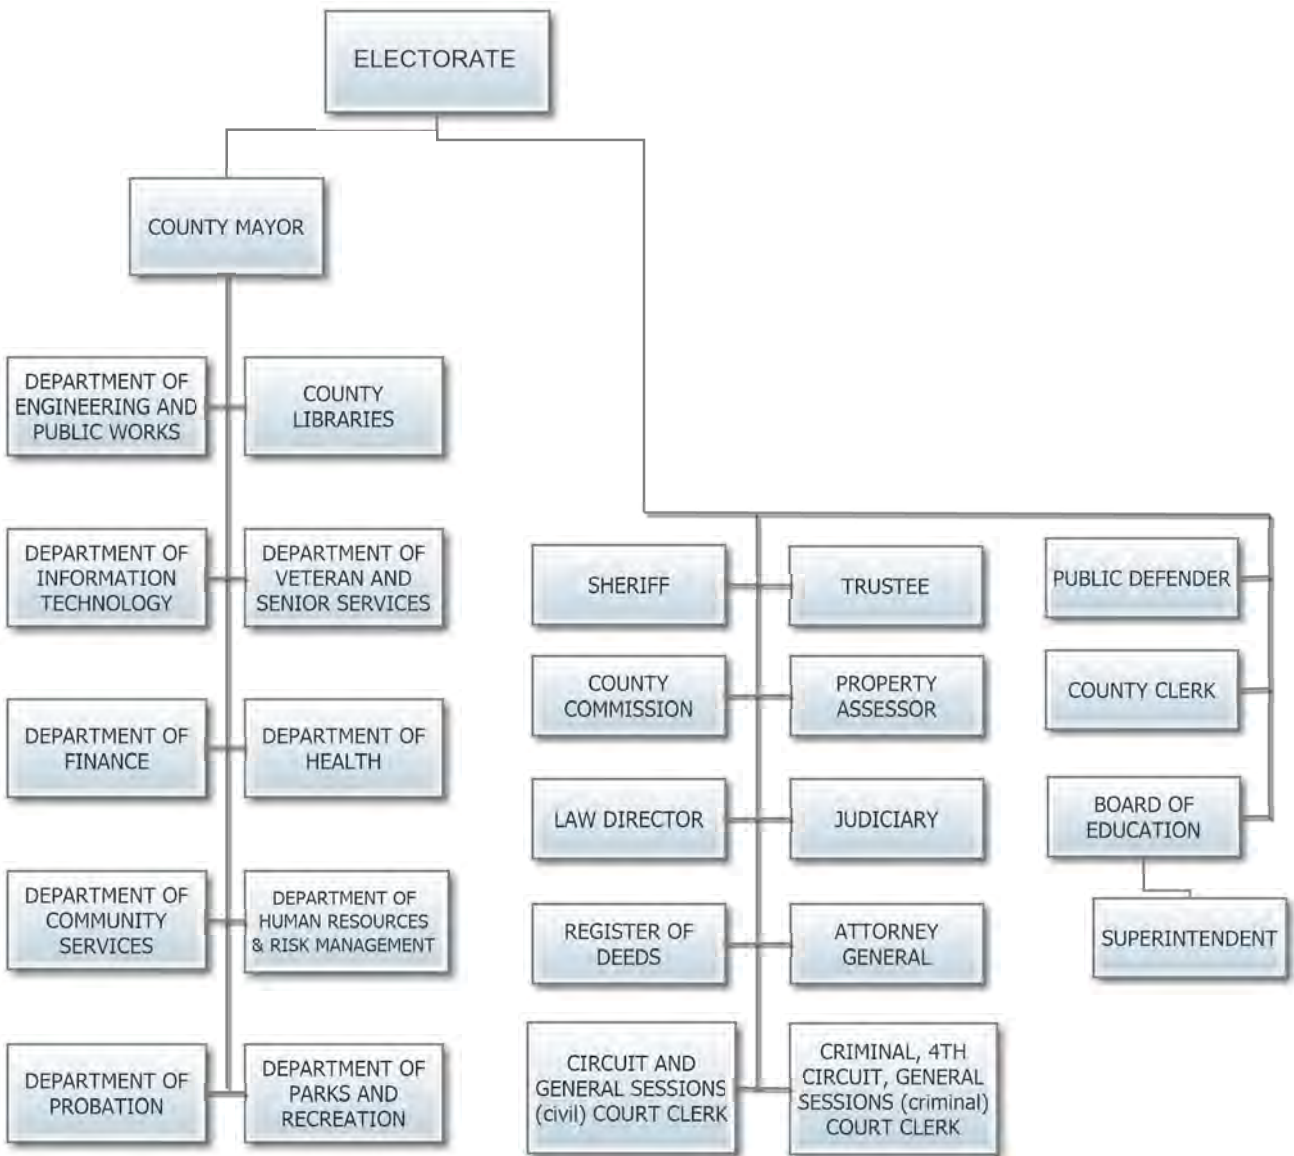 ELECTORATE
COUNTY MAYOR
DEPARTMENT OF
ENGINEERING AND
PUBLIC WORKS
COUNTY
LIBRARIES
DEPARTMENT OF
INFORMATION
TECHNOLOGY
DEPARTMENT OF
VETERAN AND
SENIOR SERVICES
DEPARTMENT OF
FINANCE
DEPARTMENT OF
HEALTH
DEPARTMENT OF
COMMUNITY
SERVICES
DEPARTMENT OF
HUMAN RESOURCES
& RISK MANAGEMENT
DEPARTMENT OF
PROBATION
DEPARTMENT OF
PARKS AND
RECREATION
SHERIFF
TRUSTEE
COUNTY
COMMISSION
PROPERTY
ASSESSOR
LAW DIRECTOR
JUDICIARY
REGISTER OF
DEEDS
ATTORNEY
GENERAL
CIRCUIT AND
GENERAL SESSIONS
(civil) COURT CLERK
CRIMINAL, 4TH
CIRCUIT, GENERAL
SESSIONS (criminal)
COURT CLERK
PUBLIC DEFENDER
COUNTY CLERK
BOARD OF
EDUCATION
SUPERINTENDENT